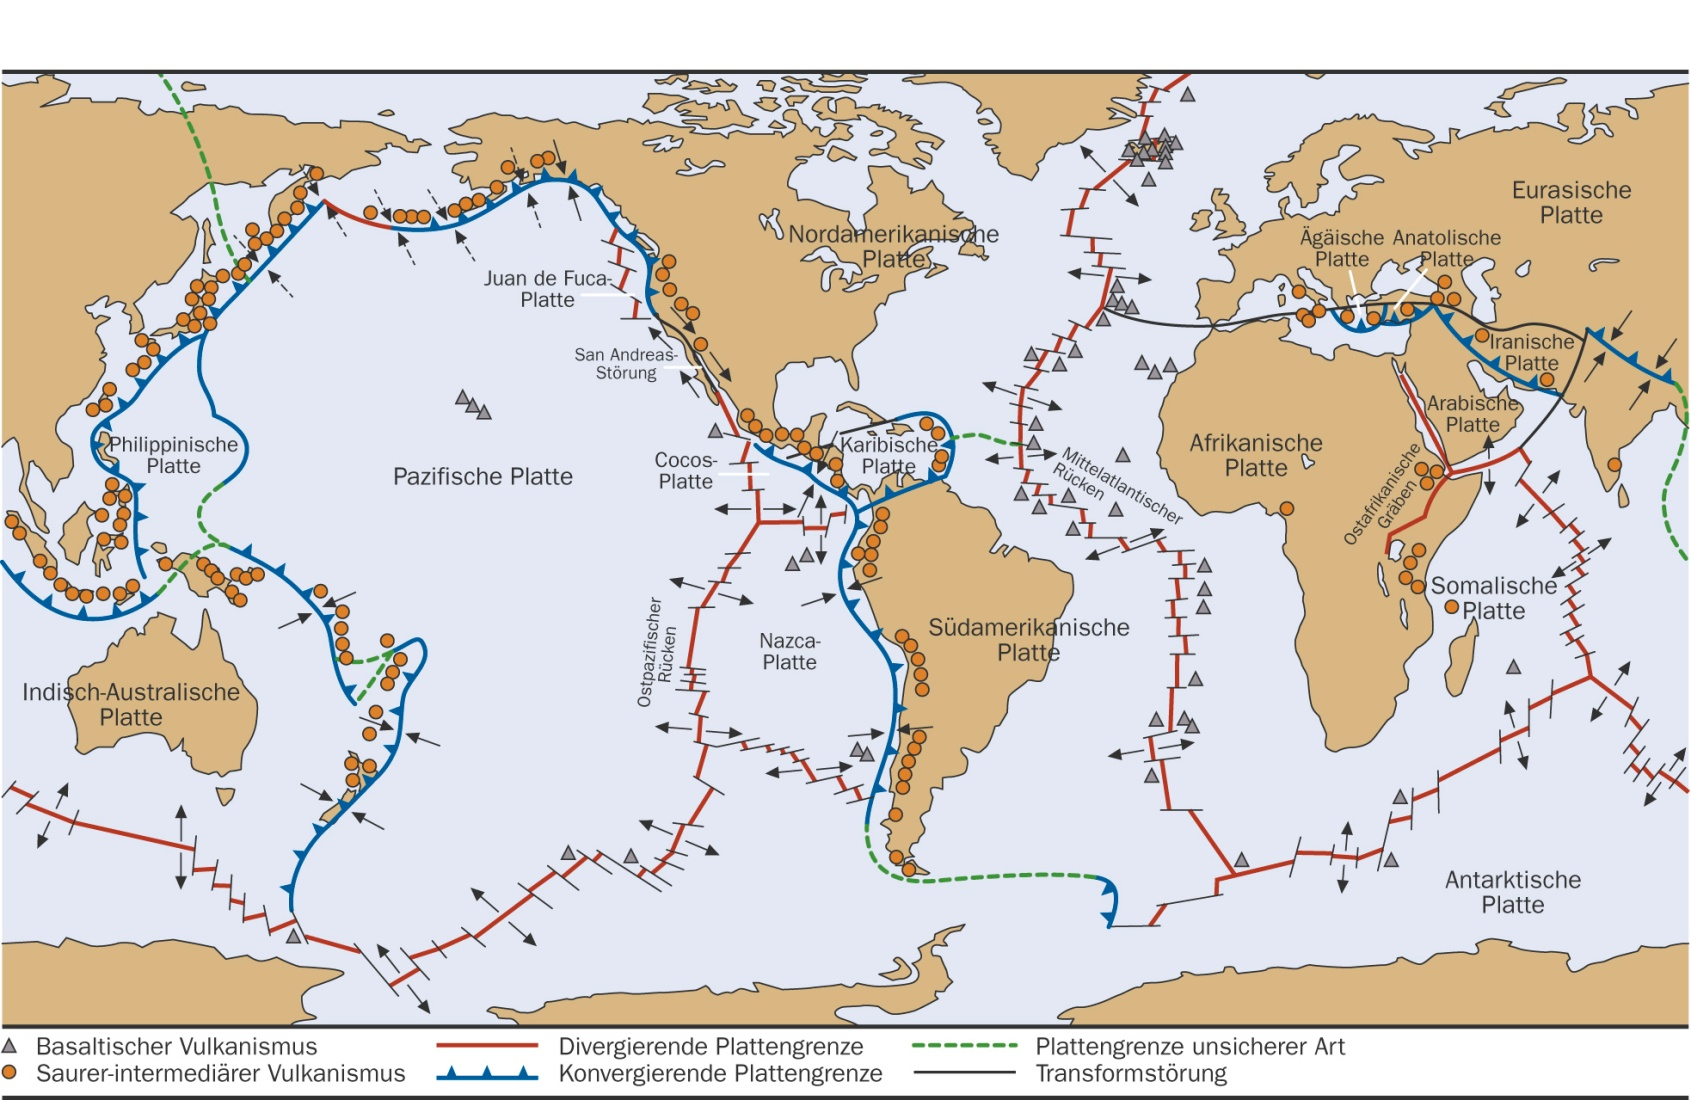 Eurasische
Platte
Nordamerikanische
Platte
Ägäische
Platte
Anatolische
Platte
Juan de Fuca-
Platte
San Andreas-
Störung
Iranische
Platte
Arabische
Platte
Philippinische
Platte
Pazifische Platte
Cocos-
Platte
Karibische
Platte
Mittelatlantischer
Rücken
Afrikanische
Platte
Ostafrikanische
Gräben
Somalische
Platte
Ostpazifischer
Rücken
Nazca-
Platte
Südamerikanische
Platte
Indisch-Australische
Platte
Antarktische
Platte
Basaltischer Vulkanismus
Divergierende Plattengrenze
Plattengrenze unsicherer Art
Saurer-intermediärer Vulkanismus
Konvergierende Plattengrenze
Transformstörung